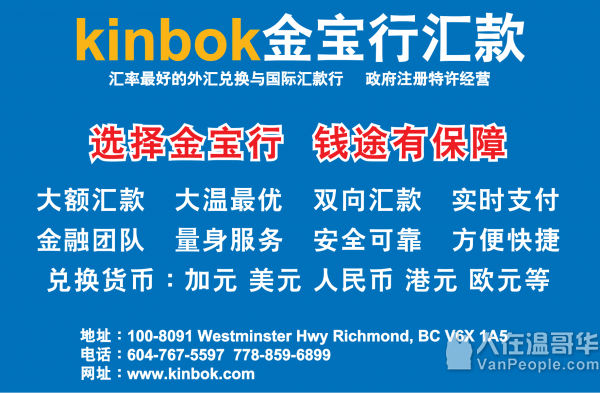 kinbok金宝行汇款
汇率最好的外汇兑换与国际汇款行 政府注册特许经营
选择金宝行 钱途有保障
大额汇款 大温最优 双向汇款 实时支付
金融团队 量身服务 安全可靠 方便快捷
兑换货币：加元 美元 人民币 港元 欧元等
地址：100-8091 Westminster Hwy Richmond, BC V6X 1A5
电话：604-767-5597 778-859-6899
网址：www.kinbok.com
人在温哥华
VanPeople.com